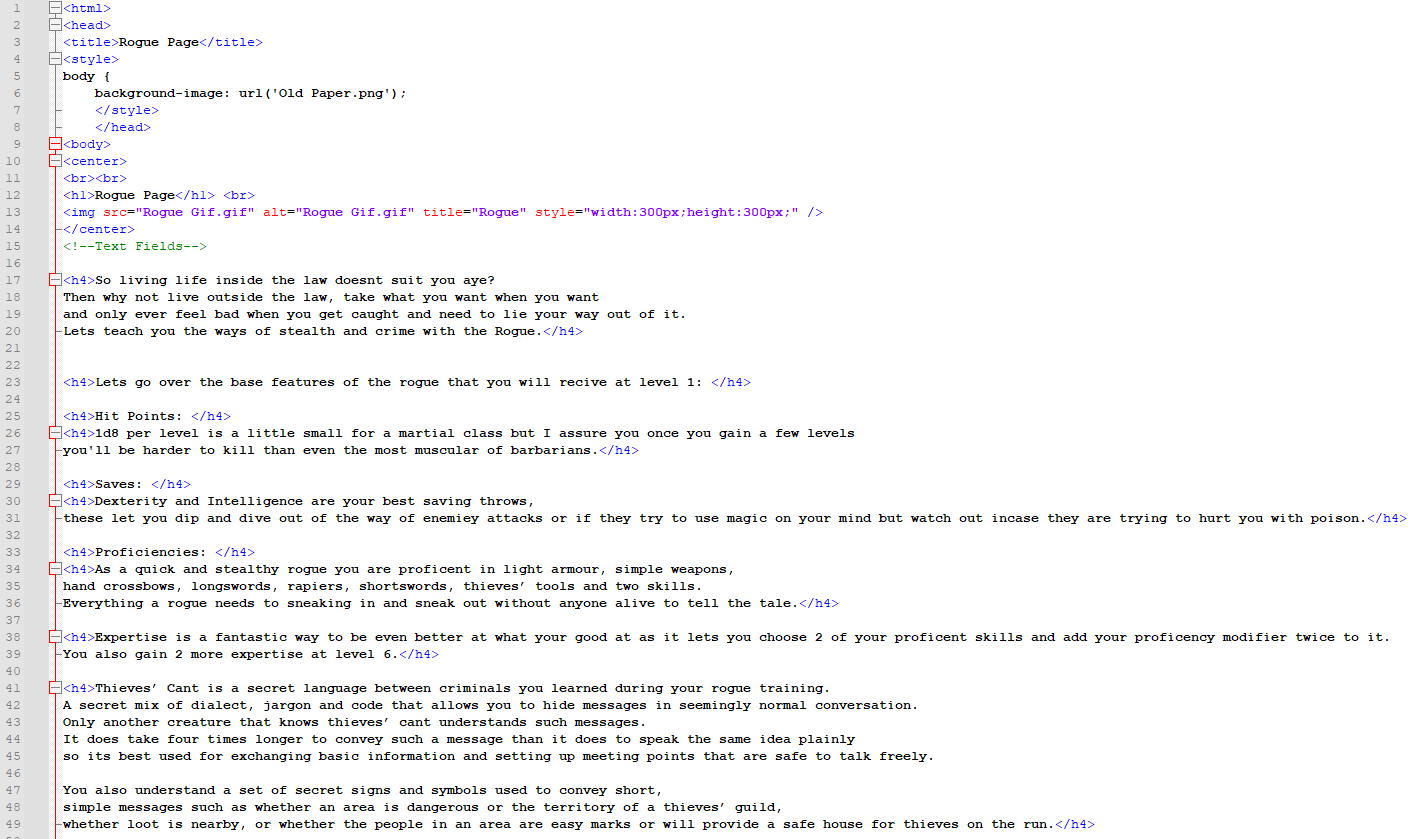 1 <html>
2 <head>
3 <title>Rogue Page</title>
4 <style>
5 body {
6 background-image: url('Old Paper.png');
7 </style>
8 </head>
9 <body>
10 <center>
11 <br><br>
12 <h1>Rogue Page</h1> <br>
13 <img src="Rogue Gif.gif" alt="Rogue Gif.gif" title="Rogue" style="width:300px;height:300px;" />
14 </center>
15 <!--Text Fields-->
16
17 <h4>So living life inside the law doesnt suit you aye?
18 Then why not live outside the law, take what you want when you want
19 and only ever feel bad when you get caught and need to lie your way out of it.
20 Lets teach you the ways of stealth and crime with the Rogue.</h4>
21
22
23 <h4>Lets go over the base features of the rogue that you will recive at level 1: </h4>
24
25 <h4>Hit Points: </h4>
26 <h4>1d8 per level is a little small for a martial class but I assure you once you gain a few levels
27 you'll be harder to kill than even the most muscular of barbarians.</h4>
28
29 <h4>Saves: </h4>
30 <h4>Dexterity and Intelligence are your best saving throws,
31 these let you dip and dive out of the way of enemiey attacks or if they try to use magic on your mind but watch out incase they are trying to hurt you with poison.</h4>
32
33 <h4>Proficiencies: </h4>
34 <h4>As a quick and stealthy rogue you are proficent in light armour, simple weapons,
35 hand crossbows, longswords, rapiers, shortswords, thieves’ tools and two skills.
36 Everything a rogue needs to sneaking in and sneak out without anyone alive to tell the tale.</h4>
37
38 <h4>Expertise is a fantastic way to be even better at what your good at as it lets you choose 2 of your proficent skills and add your proficency modifier twice to it.
39 You also gain 2 more expertise at level 6.</h4>
40
41 <h4>Thieves’ Cant is a secret language between criminals you learned during your rogue training.
42 A secret mix of dialect, jargon and code that allows you to hide messages in seemingly normal conversation.
43 Only another creature that knows thieves’ cant understands such messages.
44 It does take four times longer to convey such a message than it does to speak the same idea plainly
45 so its best used for exchanging basic information and setting up meeting points that are safe to talk freely.
46
47 You also understand a set of secret signs and symbols used to convey short,
48 simple messages such as whether an area is dangerous or the territory of a thieves’ guild,
49 whether loot is nearby, or whether the people in an area are easy marks or will provide a safe house for thieves on the run.</h4>